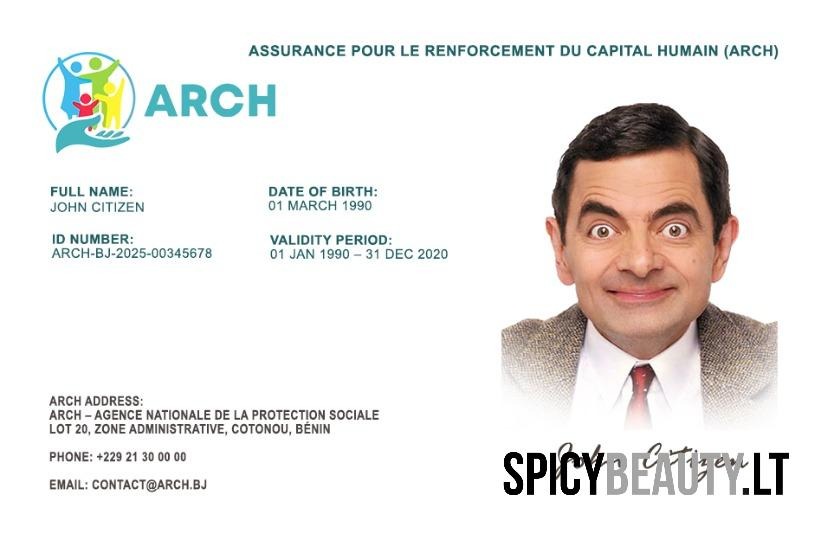 ASSURANCE POUR LE RENFORCEMENT DU CAPITAL HUMAIN (ARCH)
ARCH
FULL NAME:
JOHN CITIZEN
DATE OF BIRTH:
01 MARCH 1990
ID NUMBER:
ARCH-BJ-2025-00345678
VALIDITY PERIOD:
01 JAN 1990 – 31 DEC 2020
ARCH ADDRESS:
ARCH – AGENCE NATIONALE DE LA PROTECTION SOCIALE
LOT 20, ZONE ADMINISTRATIVE, COTONOU, BÉNIN
PHONE: +229 21 30 00 00
EMAIL: CONTACT@ARCH.BJ
John Citizen
SPICYBEAUTY.LT